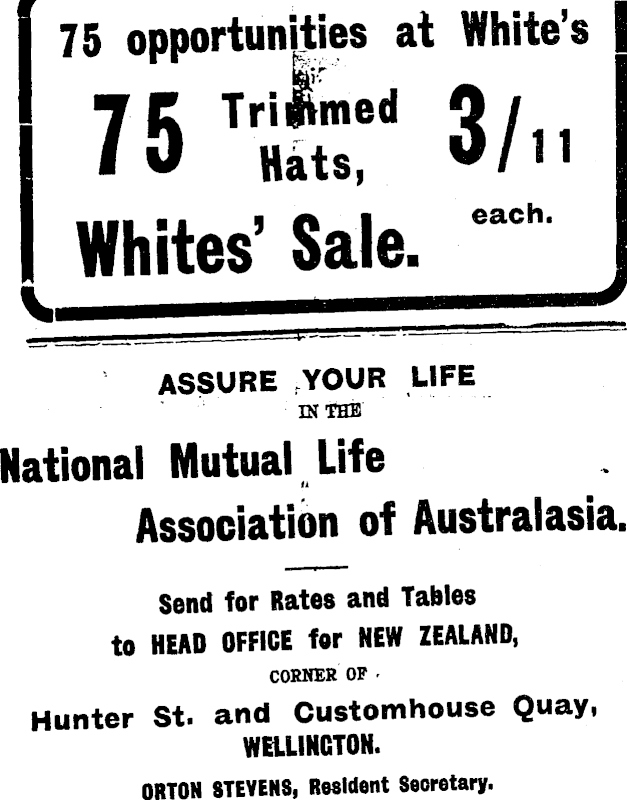 75 opportunities at White's
75 Trimmed Hats, 3/11 each.
Whites' Sale.
ASSURE YOUR LIFE
IN THE
National Mutual Life
Association of Australasia.
Send for Rates and Tables
to HEAD OFFICE for NEW ZEALAND,
CORNER OF
Hunter St. and Customhouse Quay,
WELLINGTON.
ORTON STEVENS, Resident Secretary.